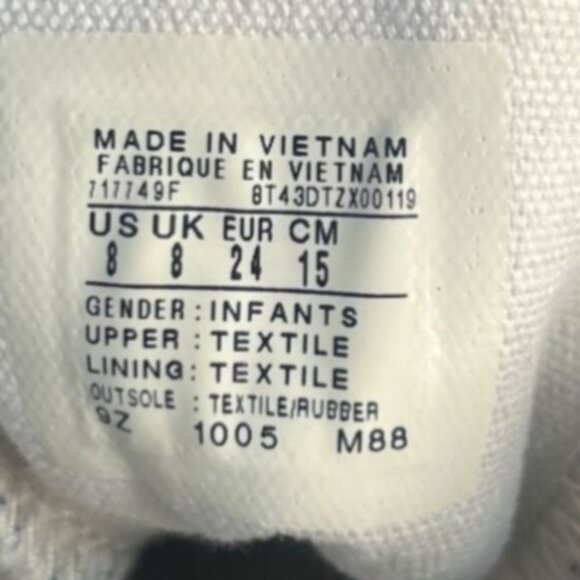 MADE IN VIETNAM
FABRIQUE EN VIETNAM
717749F 8T43DTZX00119
US UK EUR CM
8 8 24 15
GENDER : INFANTS
UPPER : TEXTILE
LINING : TEXTILE
OUTSOLE : TEXTILE/RUBBER
9Z 1005 M88